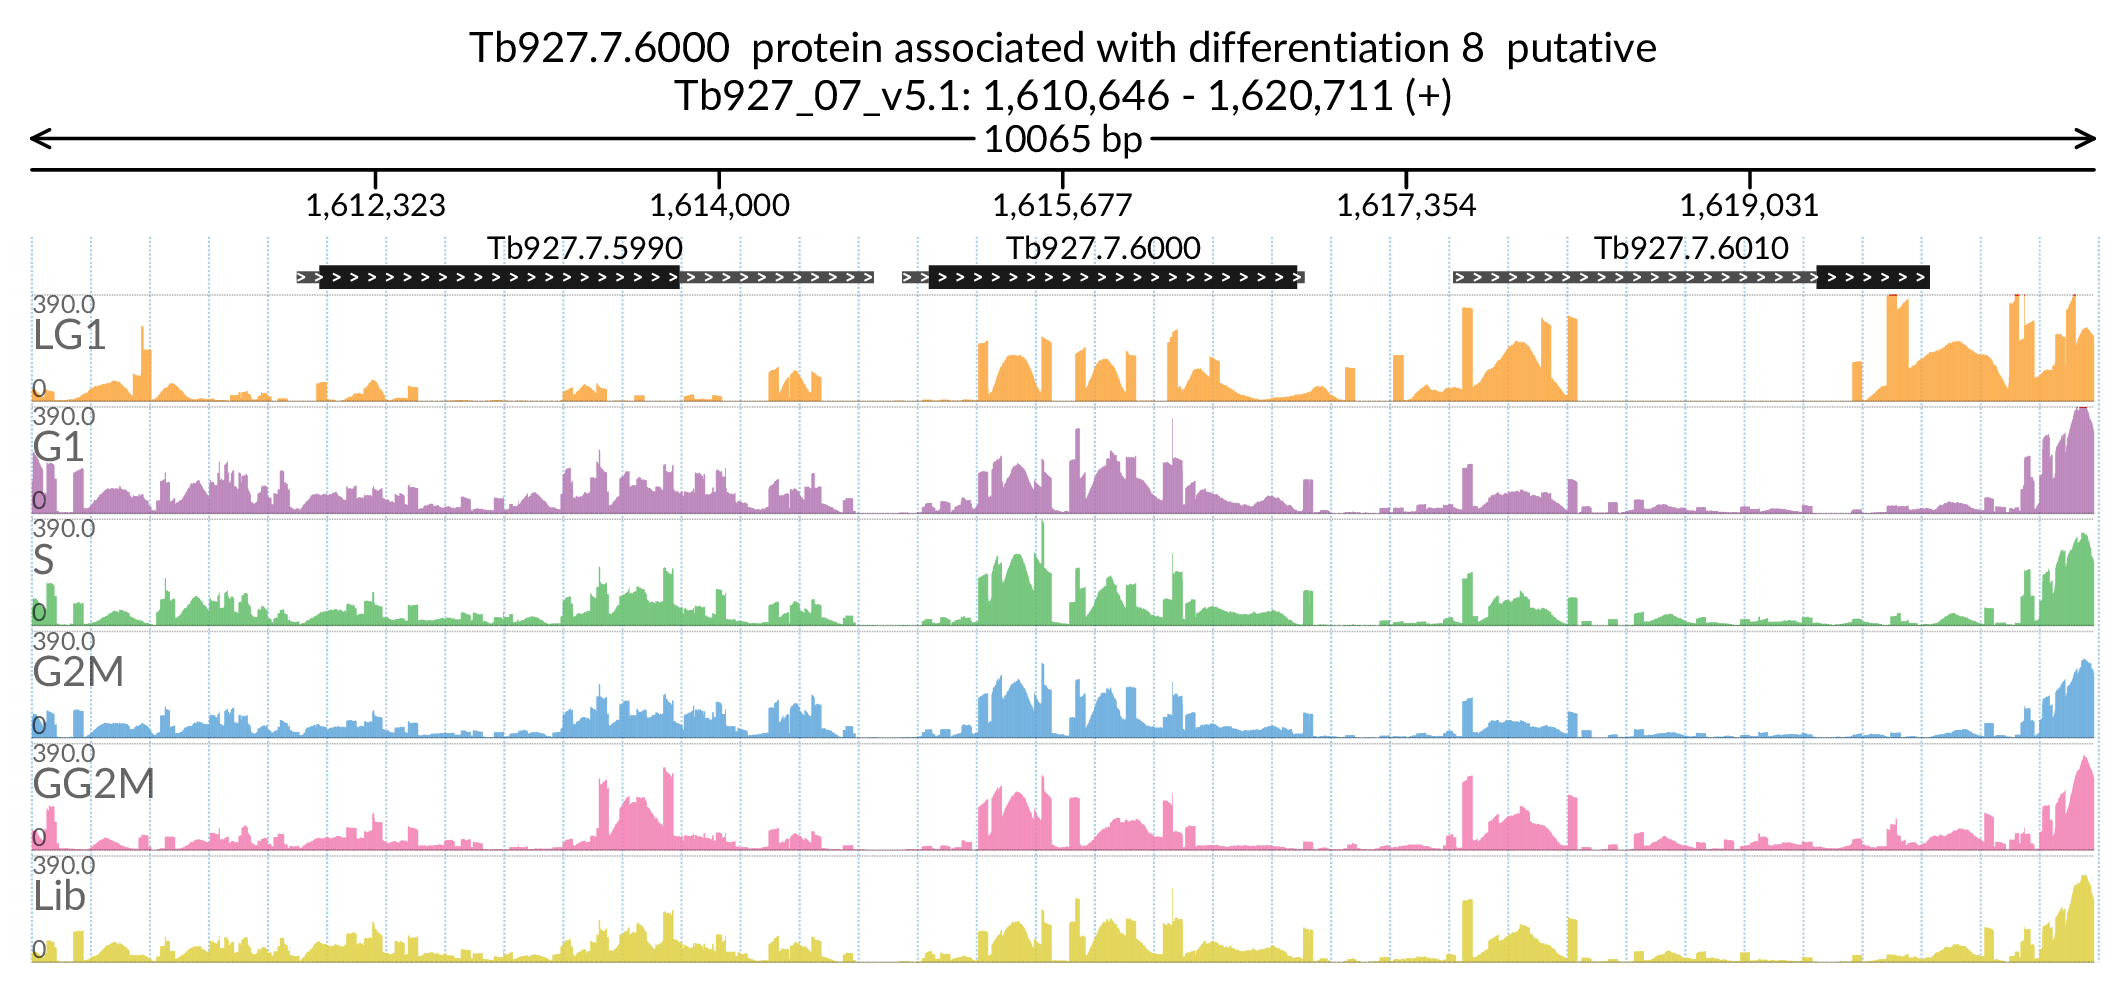 Tb927.7.6000 protein associated with differentiation 8 putative
Tb927_07_v5.1: 1,610,646 - 1,620,711 (+)
10065 bp
1,612,323 1,614,000 1,615,677 1,617,354 1,619,031
Tb927.7.5990 Tb927.7.6000 Tb927.7.6010
390.0
LG1
0
390.0
G1
0
390.0
S
0
390.0
G2M
0
390.0
GG2M
0
390.0
Lib
0